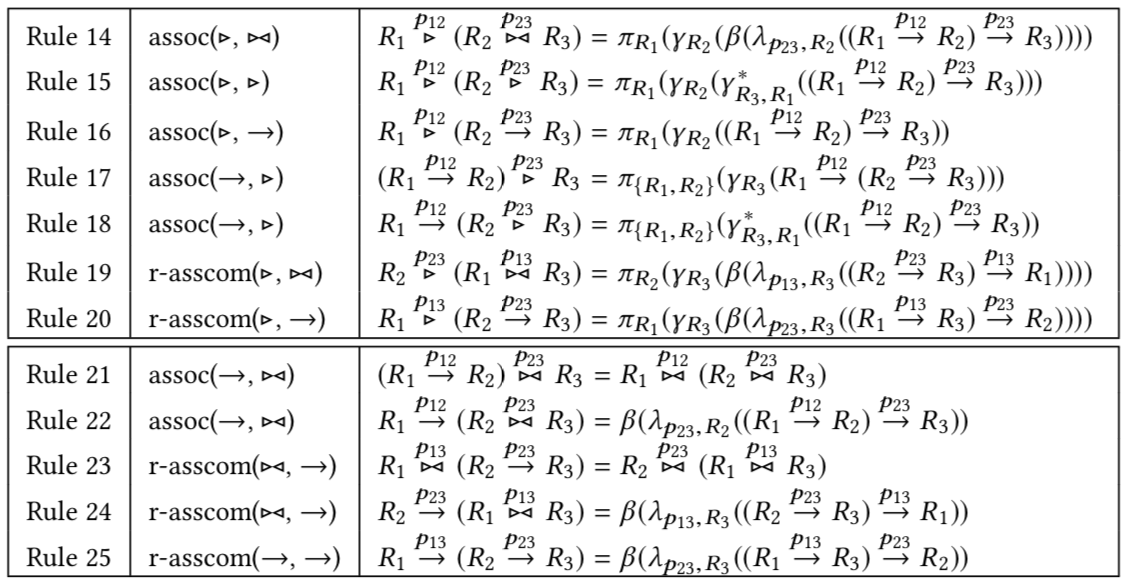 Rule 14 assoc(▹, ⋈) R₁ ▹^{p₁₂} (R₂ ⋈^{p₂₃} R₃) = π_{R₁}(γ_{R₂}(β(λ_{p₂₃,R₂}((R₁ →^{p₁₂} R₂) →^{p₂₃} R₃))))
Rule 15 assoc(▹, ▹) R₁ ▹^{p₁₂} (R₂ ▹^{p₂₃} R₃) = π_{R₁}(γ_{R₂}(γ*_{R₃,R₁}((R₁ →^{p₁₂} R₂) →^{p₂₃} R₃)))
Rule 16 assoc(▹, →) R₁ ▹^{p₁₂} (R₂ →^{p₂₃} R₃) = π_{R₁}(γ_{R₂}((R₁ →^{p₁₂} R₂) →^{p₂₃} R₃))
Rule 17 assoc(→, ▹) (R₁ →^{p₁₂} R₂) ▹^{p₂₃} R₃ = π_{{R₁,R₂}}(γ_{R₃}(R₁ →^{p₁₂} (R₂ →^{p₂₃} R₃)))
Rule 18 assoc(→, ▹) R₁ →^{p₁₂} (R₂ ▹^{p₂₃} R₃) = π_{{R₁,R₂}}(γ*_{R₃,R₁}((R₁ →^{p₁₂} R₂) →^{p₂₃} R₃))
Rule 19 r-asscom(▹, ⋈) R₂ ▹^{p₂₃} (R₁ ⋈^{p₁₃} R₃) = π_{R₂}(γ_{R₃}(β(λ_{p₁₃,R₃}((R₂ →^{p₂₃} R₃) →^{p₁₃} R₁))))
Rule 20 r-asscom(▹, →) R₁ ▹^{p₁₃} (R₂ →^{p₂₃} R₃) = π_{R₁}(γ_{R₃}(β(λ_{p₂₃,R₃}((R₁ →^{p₁₃} R₃) →^{p₂₃} R₂))))
Rule 21 assoc(→, ⋈) (R₁ →^{p₁₂} R₂) ⋈^{p₂₃} R₃ = R₁ ⋈^{p₁₂} (R₂ ⋈^{p₂₃} R₃)
Rule 22 assoc(→, ⋈) R₁ →^{p₁₂} (R₂ ⋈^{p₂₃} R₃) = β(λ_{p₂₃,R₂}((R₁ →^{p₁₂} R₂) →^{p₂₃} R₃))
Rule 23 r-asscom(⋈, →) R₁ ⋈^{p₁₃} (R₂ →^{p₂₃} R₃) = R₂ ⋈^{p₂₃} (R₁ ⋈^{p₁₃} R₃)
Rule 24 r-asscom(⋈, →) R₂ →^{p₂₃} (R₁ ⋈^{p₁₃} R₃) = β(λ_{p₁₃,R₃}((R₂ →^{p₂₃} R₃) →^{p₁₃} R₁))
Rule 25 r-asscom(→, →) R₁ →^{p₁₃} (R₂ →^{p₂₃} R₃) = β(λ_{p₂₃,R₃}((R₁ →^{p₁₃} R₃) →^{p₂₃} R₂))